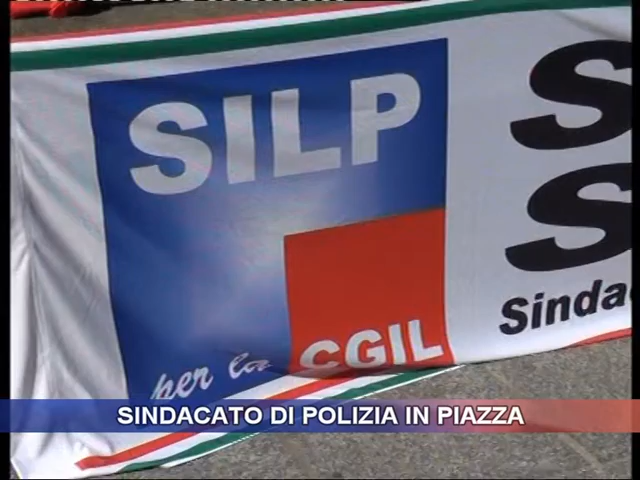 SILP
per la
CGIL
S
S
Sinda
SINDACATO DI POLIZIA IN PIAZZA